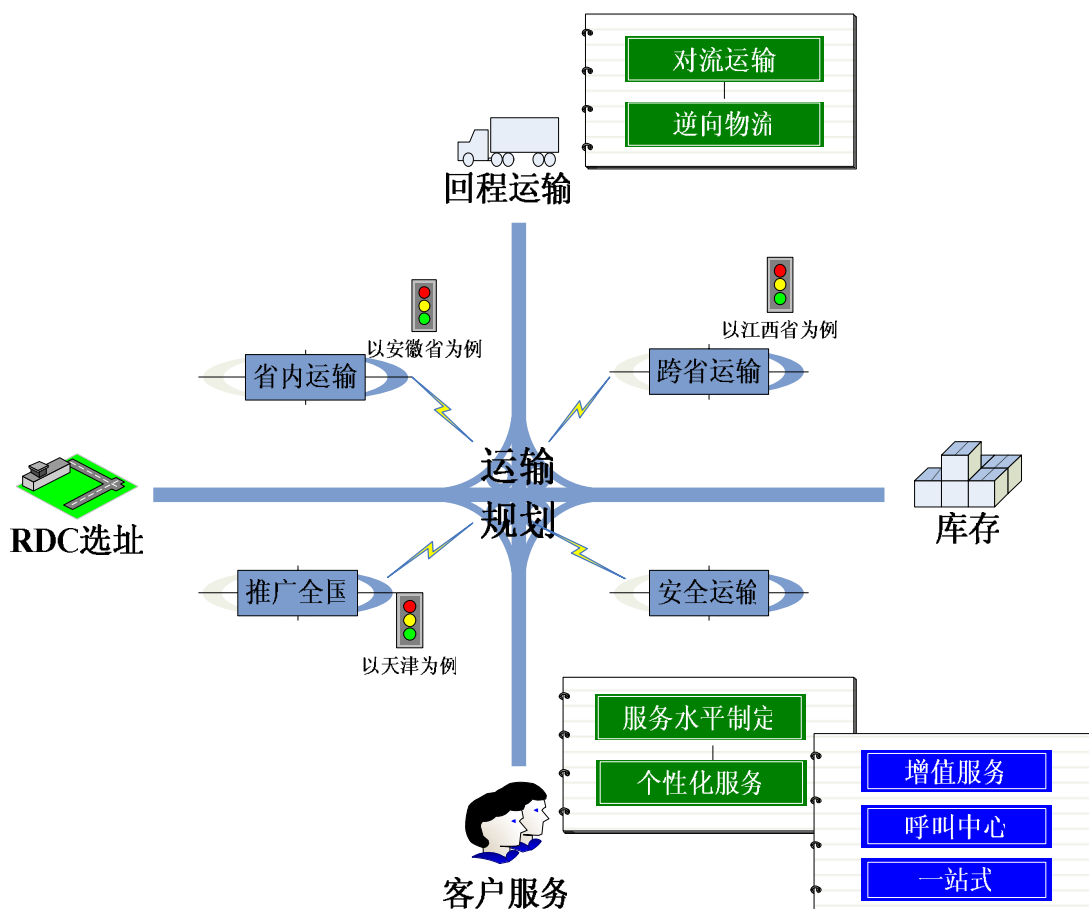 对流运输
逆向物流
回程运输
以安徽省为例
以江西省为例
省内运输
跨省运输
运输
规划
RDC选址
库存
推广全国
安全运输
以天津为例
服务水平制定
个性化服务
增值服务
呼叫中心
一站式
客户服务